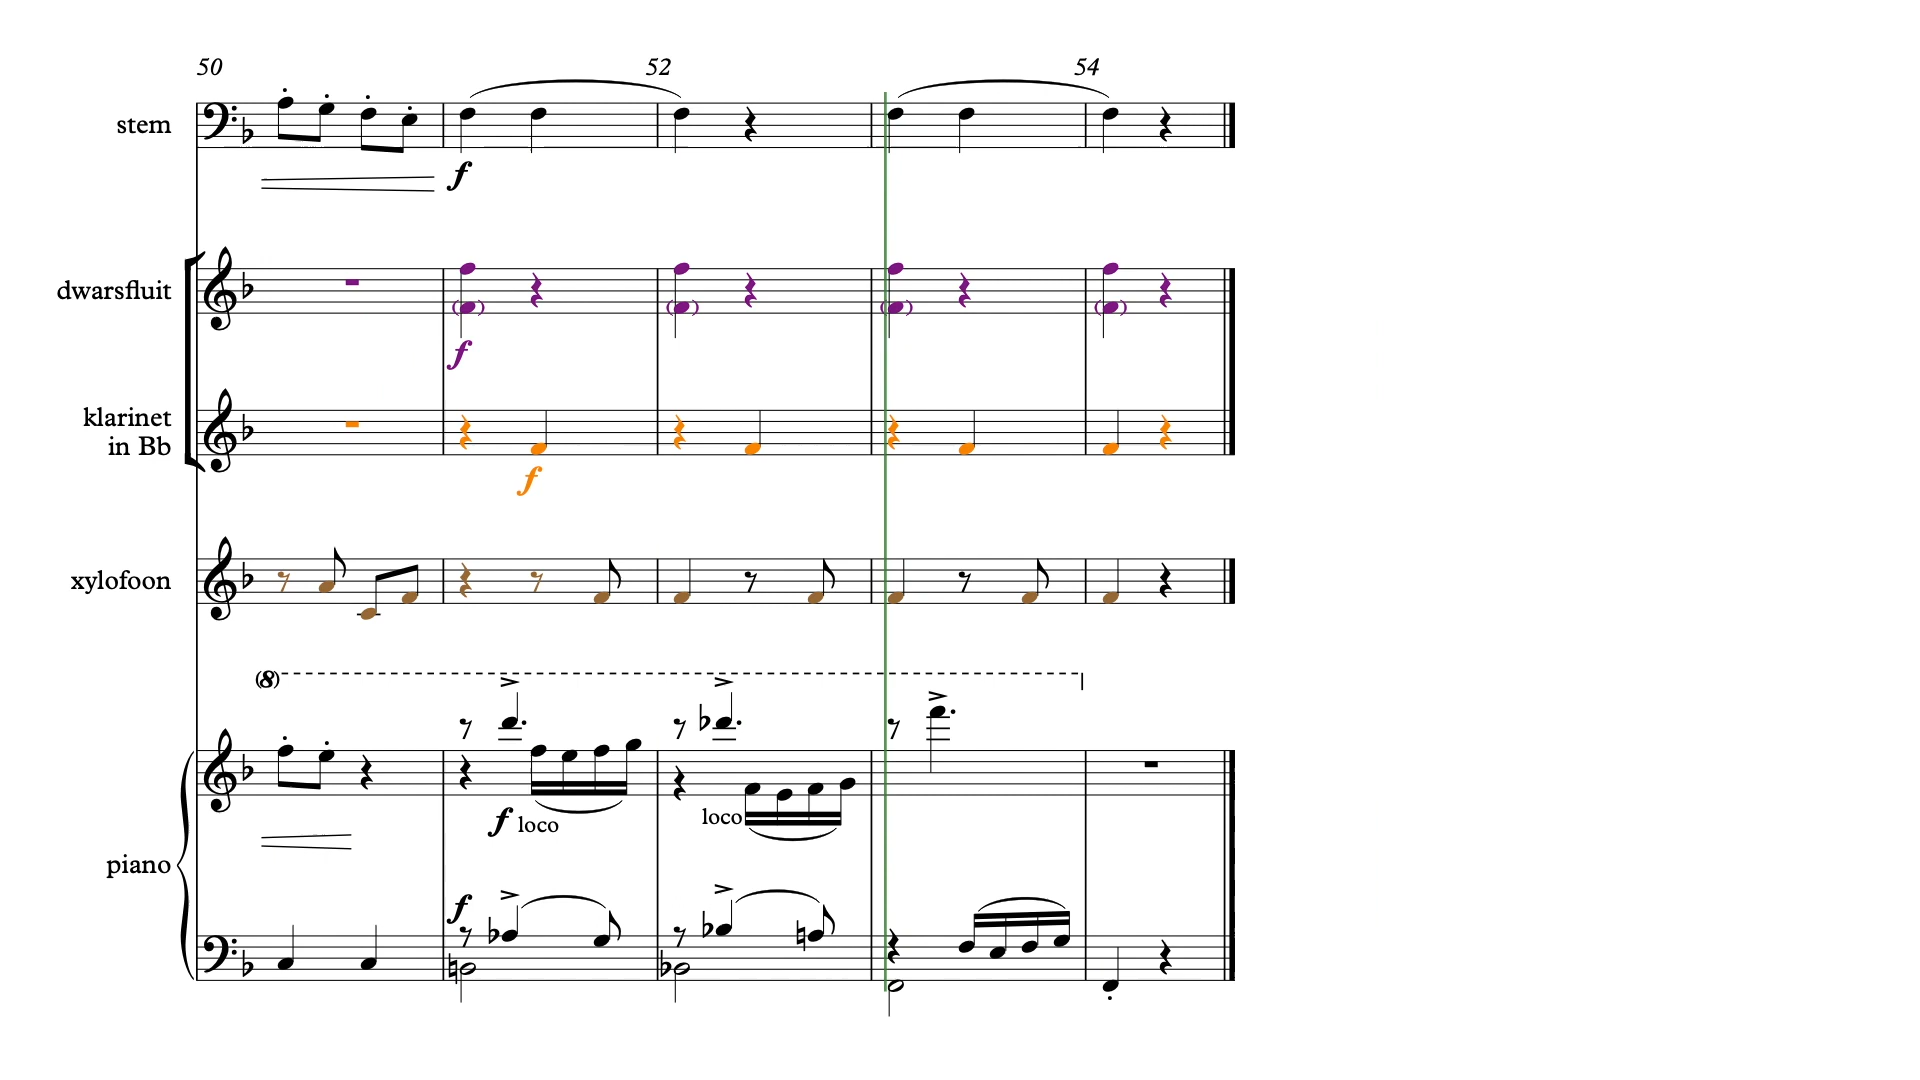 50 52 54
stem
f
dwarsfluit
f
klarinet
in Bb
f
xylofoon
(8)
f loco loco
piano
f